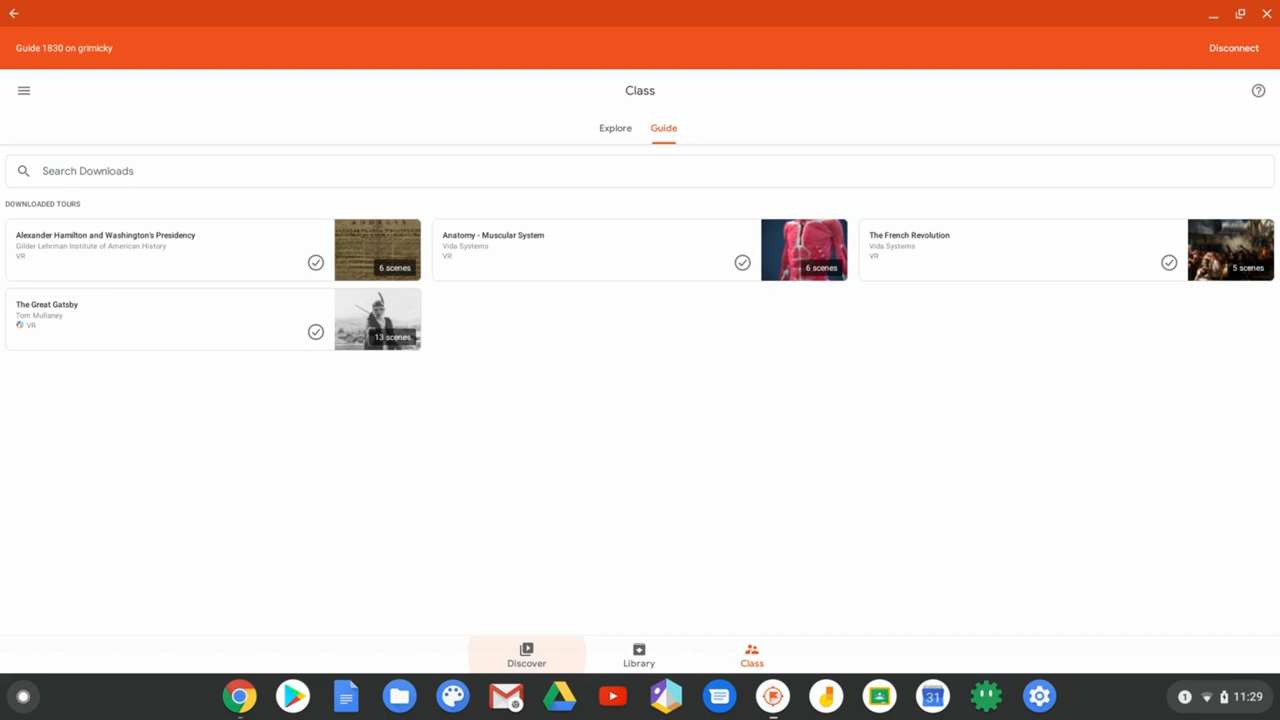 Guide 1830 on grimicky
Disconnect
Class
Explore
Guide
Search Downloads
DOWNLOADED TOURS
Alexander Hamilton and Washington's Presidency
Gilder Lehrman Institute of American History
VR
6 scenes
Anatomy - Muscular System
Vida Systems
VR
6 scenes
The French Revolution
Vida Systems
VR
5 scenes
The Great Gatsby
Tom Mullaney
VR
13 scenes
Discover
Library
Class
31
1
11:29